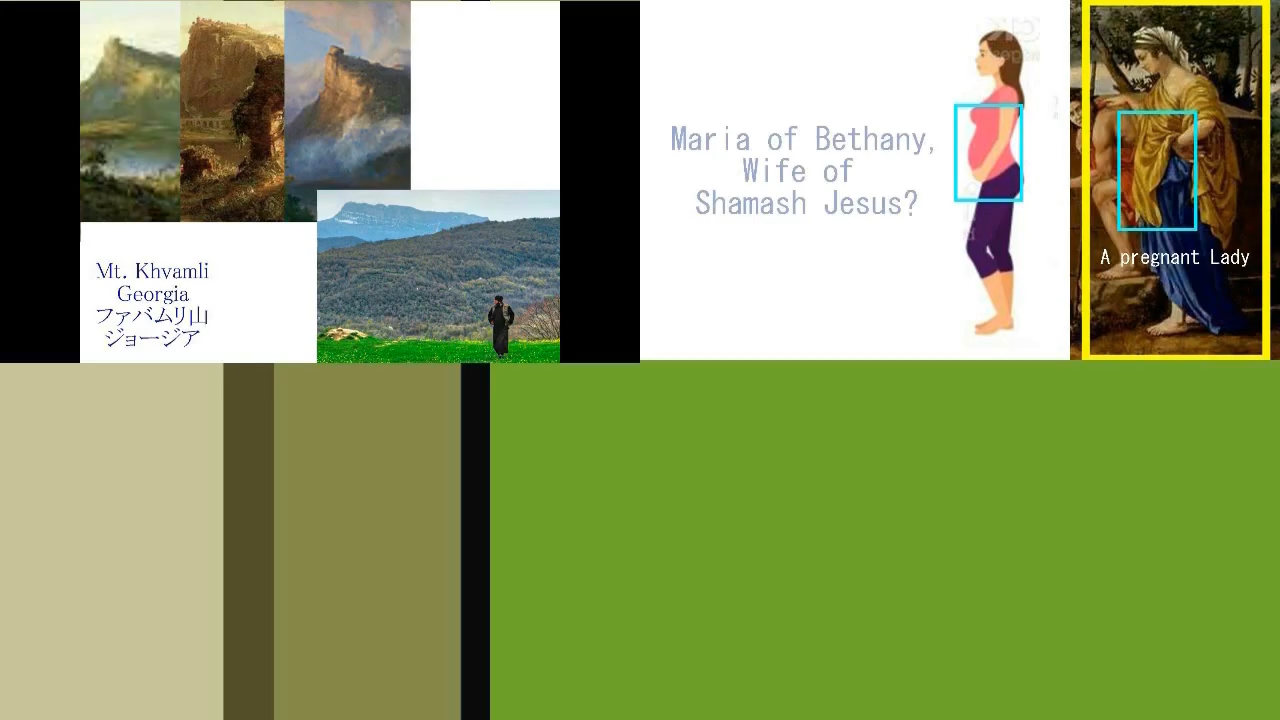 Mt. Khvamli
Georgia
ファバムリ山
ジョージア
Maria of Bethany,
Wife of
Shamash Jesus?
A pregnant Lady